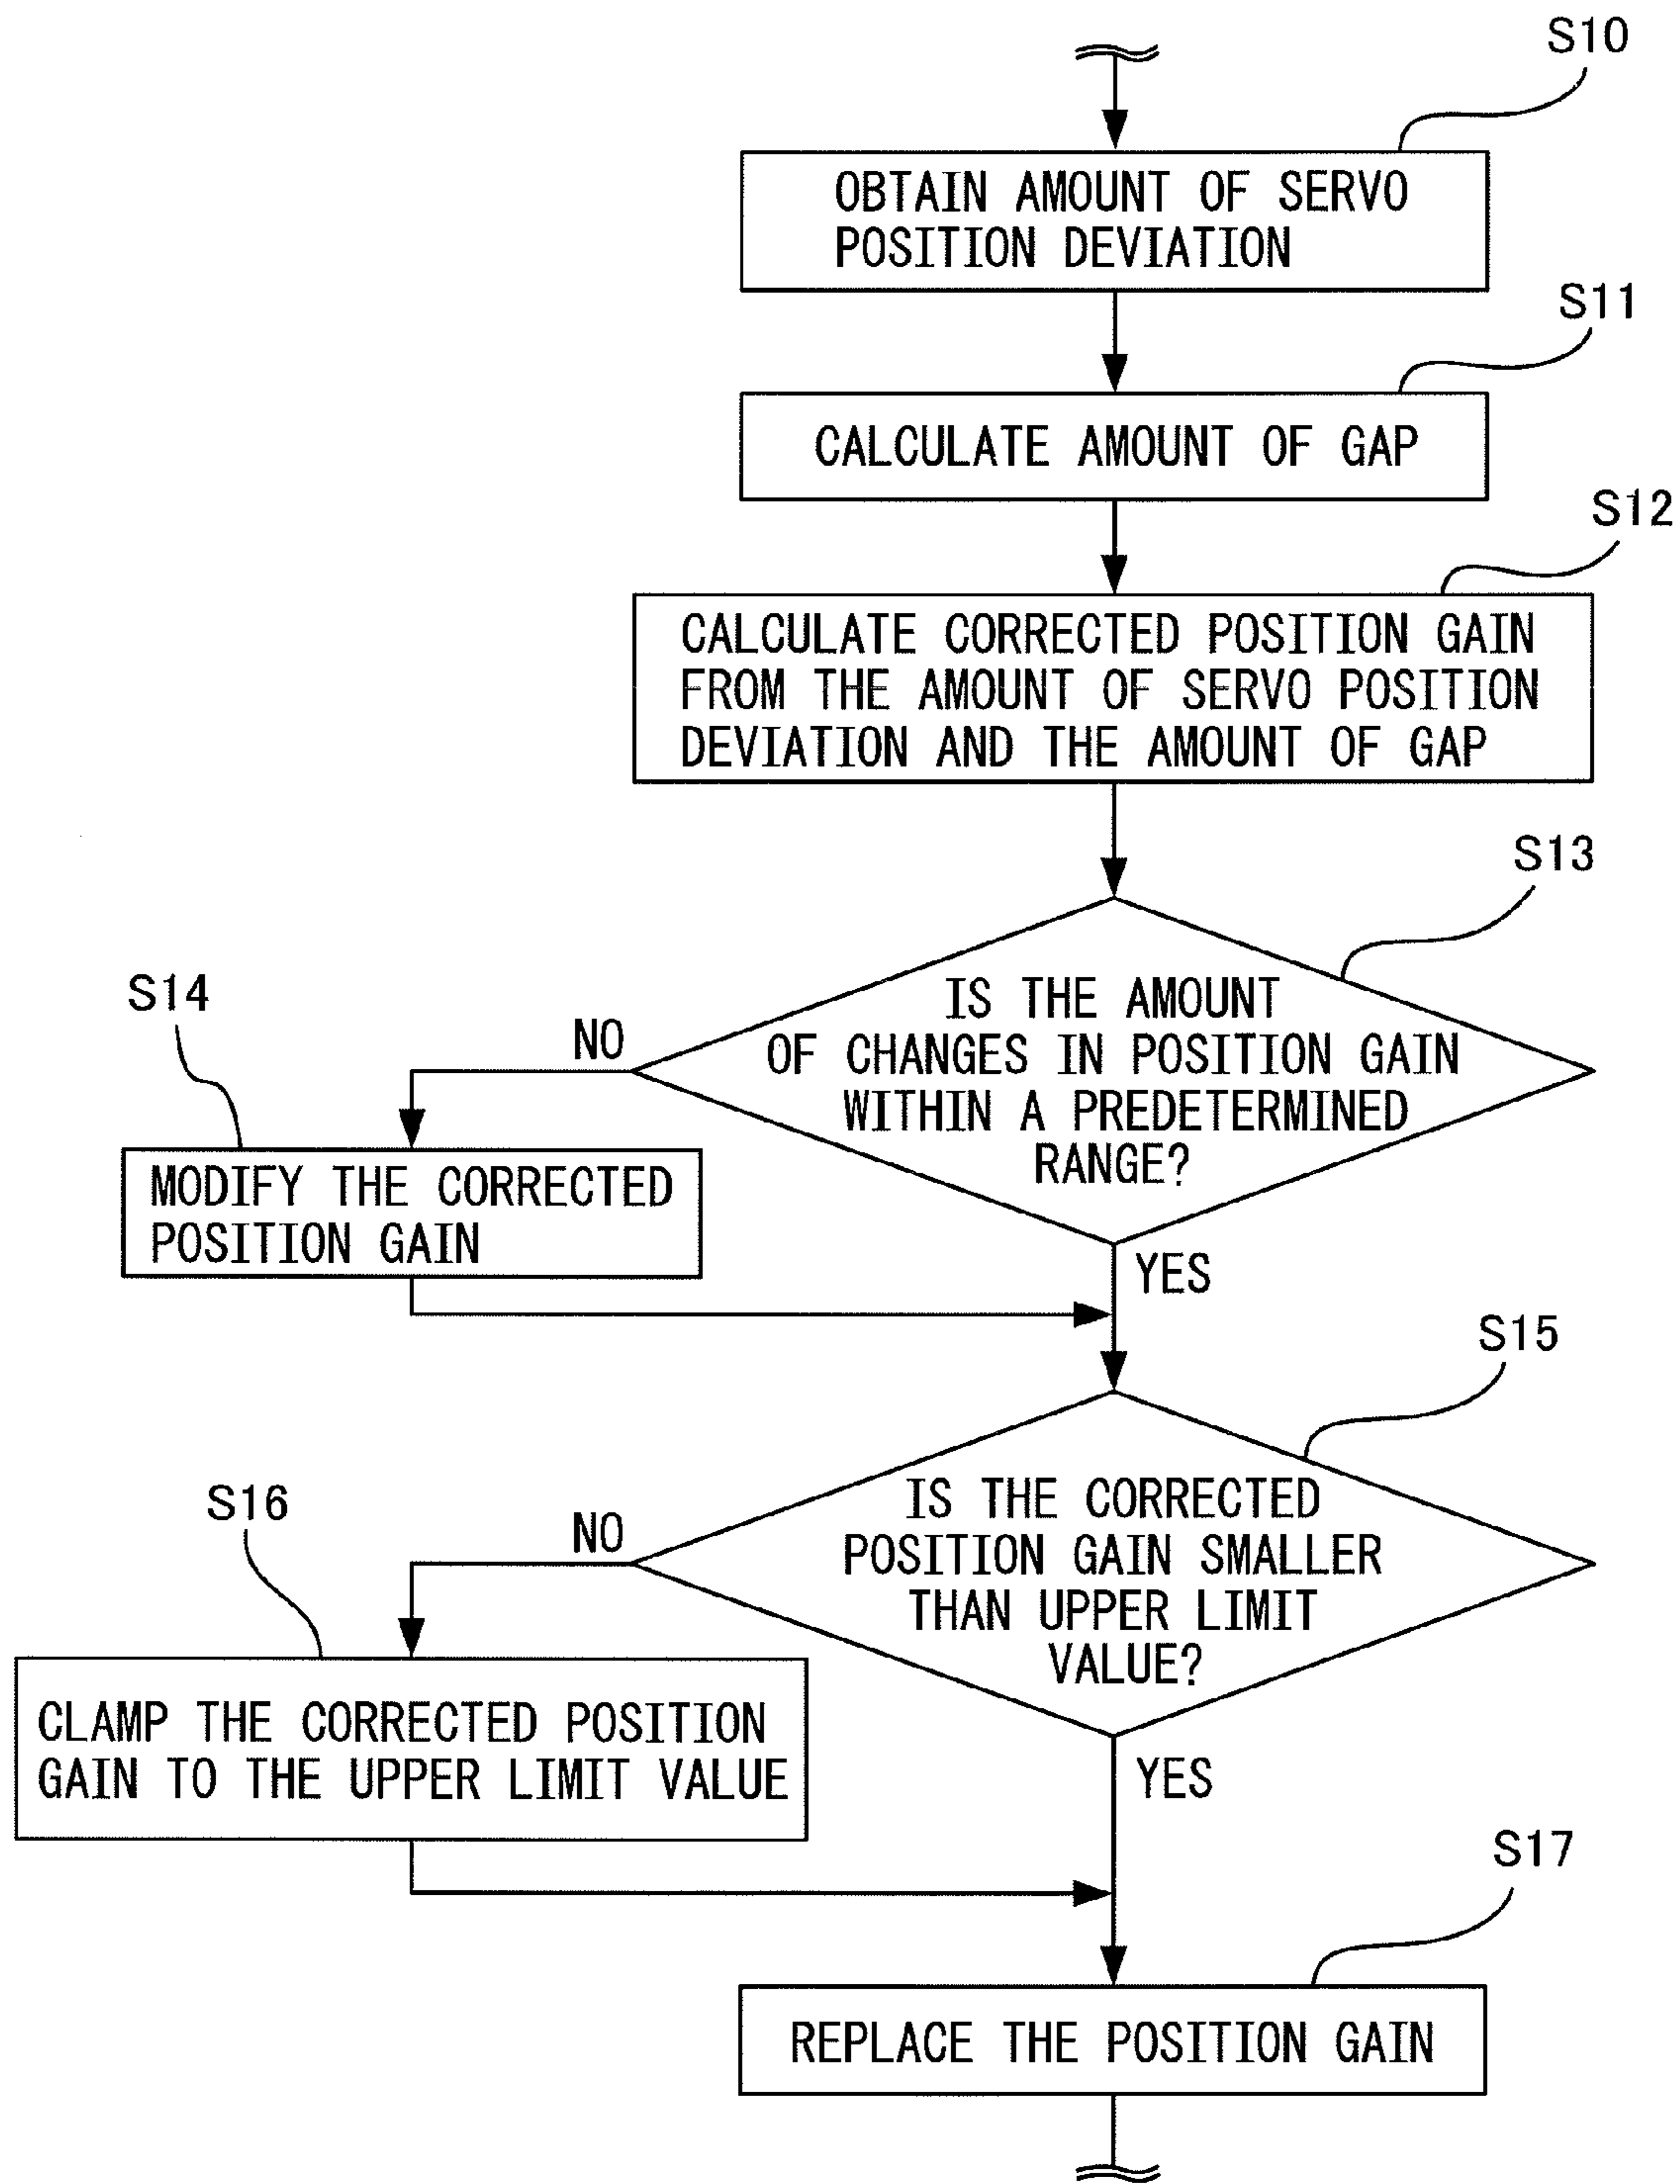 S10
OBTAIN AMOUNT OF SERVO
POSITION DEVIATION
S11
CALCULATE AMOUNT OF GAP
S12
CALCULATE CORRECTED POSITION GAIN
FROM THE AMOUNT OF SERVO POSITION
DEVIATION AND THE AMOUNT OF GAP
S13
IS THE AMOUNT
OF CHANGES IN POSITION GAIN
WITHIN A PREDETERMINED
RANGE?
NO
S14
MODIFY THE CORRECTED
POSITION GAIN
YES
S15
IS THE CORRECTED
POSITION GAIN SMALLER
THAN UPPER LIMIT
VALUE?
NO
S16
CLAMP THE CORRECTED POSITION
GAIN TO THE UPPER LIMIT VALUE
YES
S17
REPLACE THE POSITION GAIN